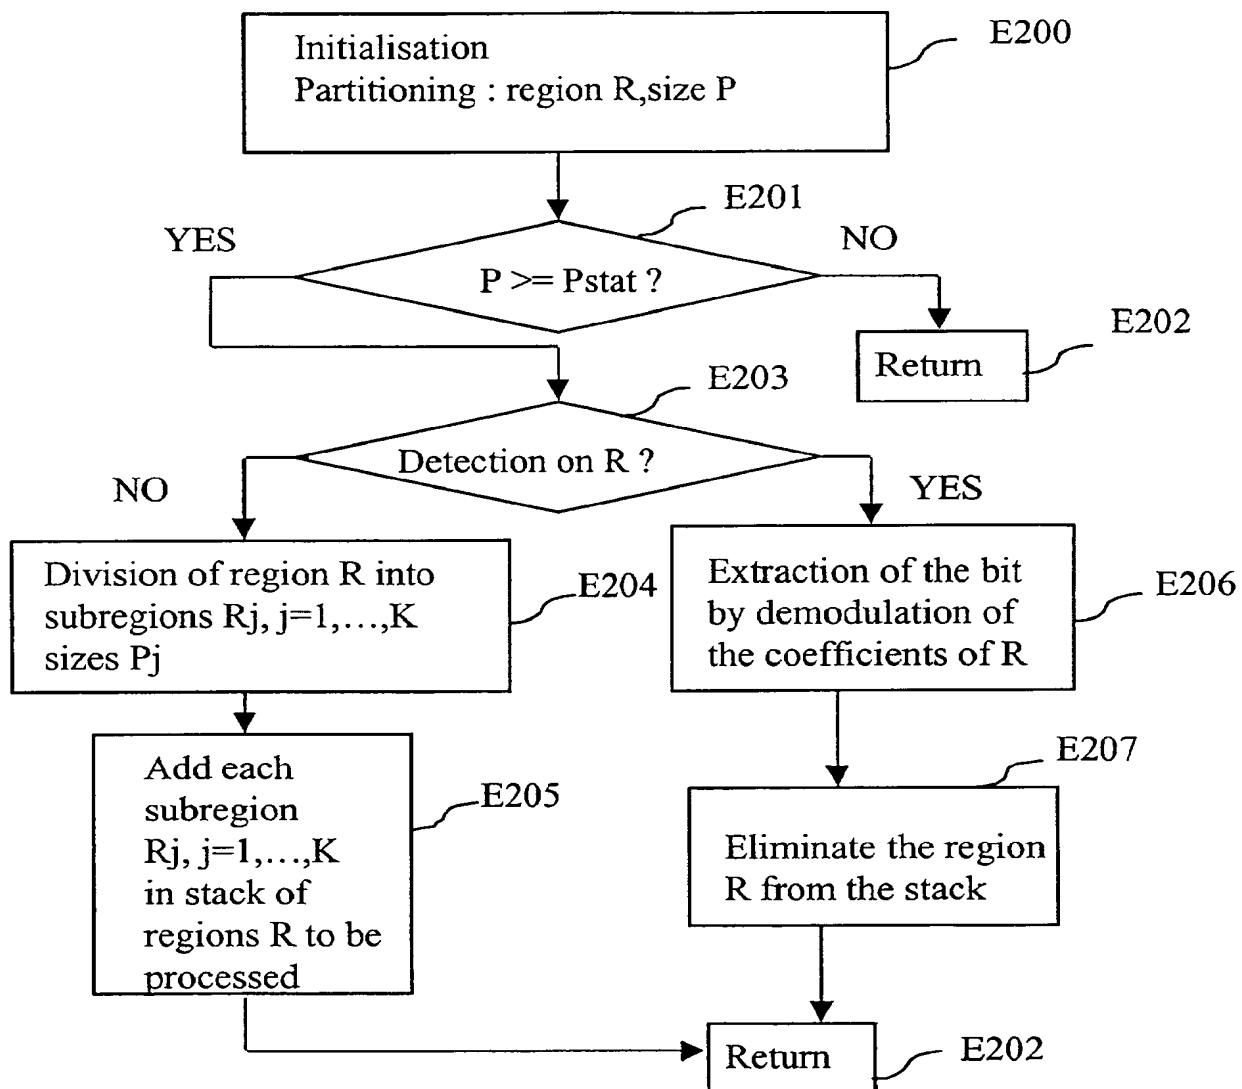 Initialisation
Partitioning : region R,size P
E200
E201
YES
NO
P >= Pstat ?
E202
Return
E203
Detection on R ?
NO
YES
Division of region R into
subregions Rj, j=1,...,K
sizes Pj
E204
Extraction of the bit
by demodulation of
the coefficients of R
E206
Add each
subregion
Rj, j=1,...,K
in stack of
regions R to be
processed
E205
E207
Eliminate the region
R from the stack
Return
E202